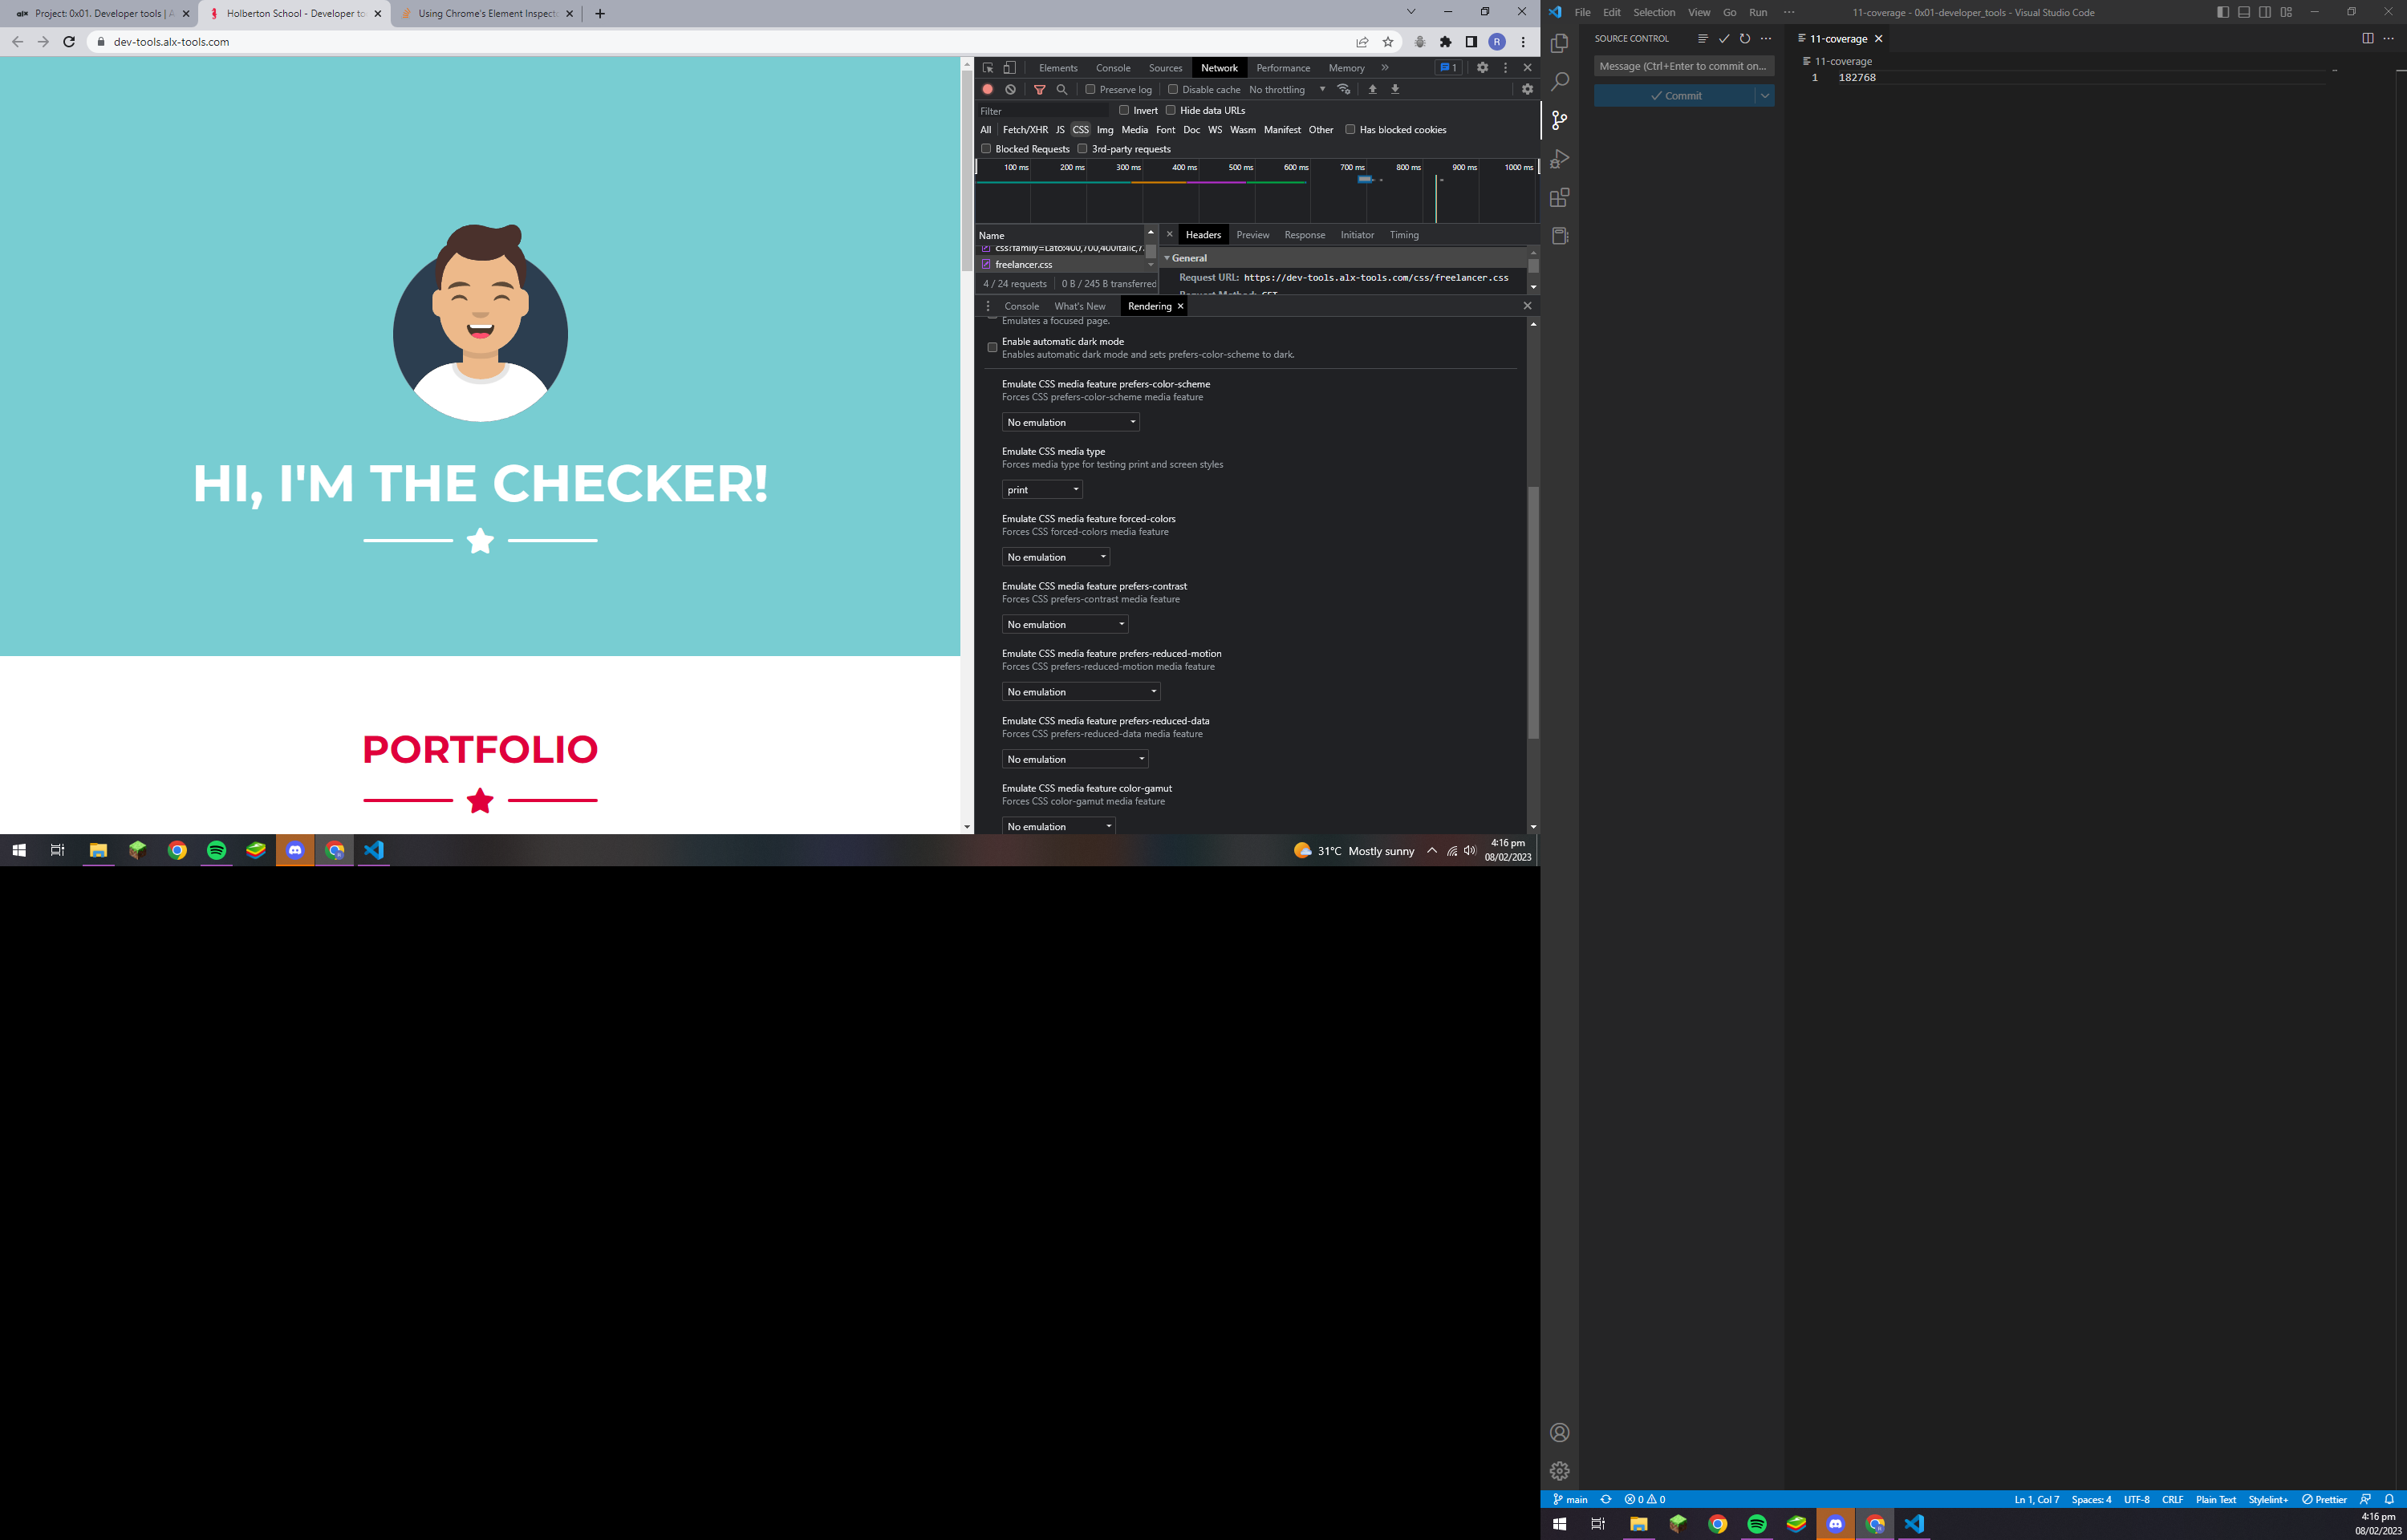 Project: 0x01. Developer tools | A
Holberton School - Developer too
Using Chrome's Element Inspect
dev-tools.alx-tools.com
R
HI, I'M THE CHECKER!
PORTFOLIO
Elements Console Sources Network Performance Memory 1
Preserve log Disable cache No throttling
Filter Invert Hide data URLs
All Fetch/XHR JS CSS Img Media Font Doc WS Wasm Manifest Other Has blocked cookies
Blocked Requests 3rd-party requests
100 ms 200 ms 300 ms 400 ms 500 ms 600 ms 700 ms 800 ms 900 ms 1000 ms
Name
css?family=Lato:400,700,400italic,7
freelancer.css
4 / 24 requests 0 B / 245 B transferred
Headers Preview Response Initiator Timing
General
Request URL: https://dev-tools.alx-tools.com/css/freelancer.css
Request Method: GET
Console What's New Rendering
Emulates a focused page.
Enable automatic dark mode
Enables automatic dark mode and sets prefers-color-scheme to dark.
Emulate CSS media feature prefers-color-scheme
Forces CSS prefers-color-scheme media feature
No emulation
Emulate CSS media type
Forces media type for testing print and screen styles
print
Emulate CSS media feature forced-colors
Forces CSS forced-colors media feature
No emulation
Emulate CSS media feature prefers-contrast
Forces CSS prefers-contrast media feature
No emulation
Emulate CSS media feature prefers-reduced-motion
Forces CSS prefers-reduced-motion media feature
No emulation
Emulate CSS media feature prefers-reduced-data
Forces CSS prefers-reduced-data media feature
No emulation
Emulate CSS media feature color-gamut
Forces CSS color-gamut media feature
No emulation
31°C Mostly sunny
4:16 pm
08/02/2023
File Edit Selection View Go Run ··· 11-coverage - 0x01-developer_tools - Visual Studio Code
SOURCE CONTROL
Message (Ctrl+Enter to commit on...
Commit
11-coverage
11-coverage
1 182768
main 0 0 Ln 1, Col 7 Spaces: 4 UTF-8 CRLF Plain Text Stylelint+ Prettier
4:16 pm
08/02/2023